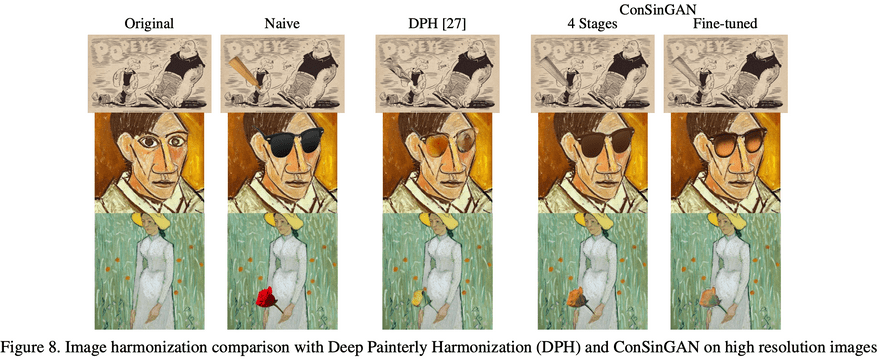 ConSinGAN
Original Naive DPH [27] 4 Stages Fine-tuned
POPEYE POPEYE POPEYE POPEYE POPEYE
Figure 8. Image harmonization comparison with Deep Painterly Harmonization (DPH) and ConSinGAN on high resolution images